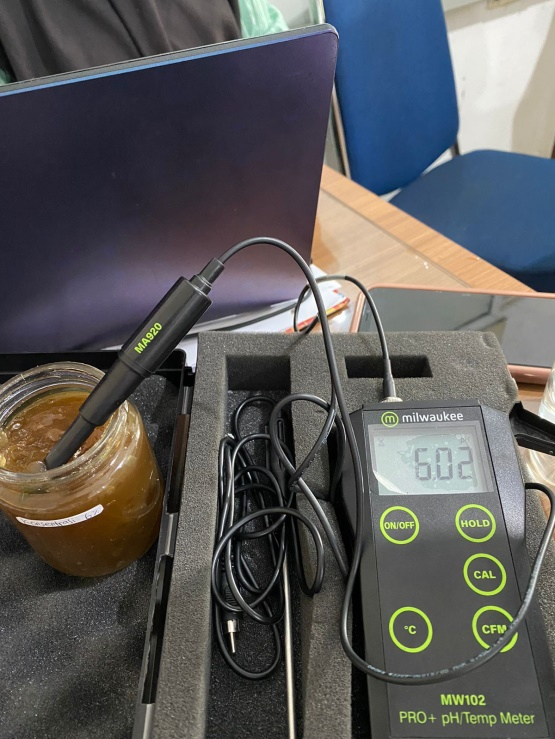 MA920
milwaukee
6.02
ON/OFF
HOLD
CAL
°C
CFM
MW102
PRO+ pH/Temp Meter